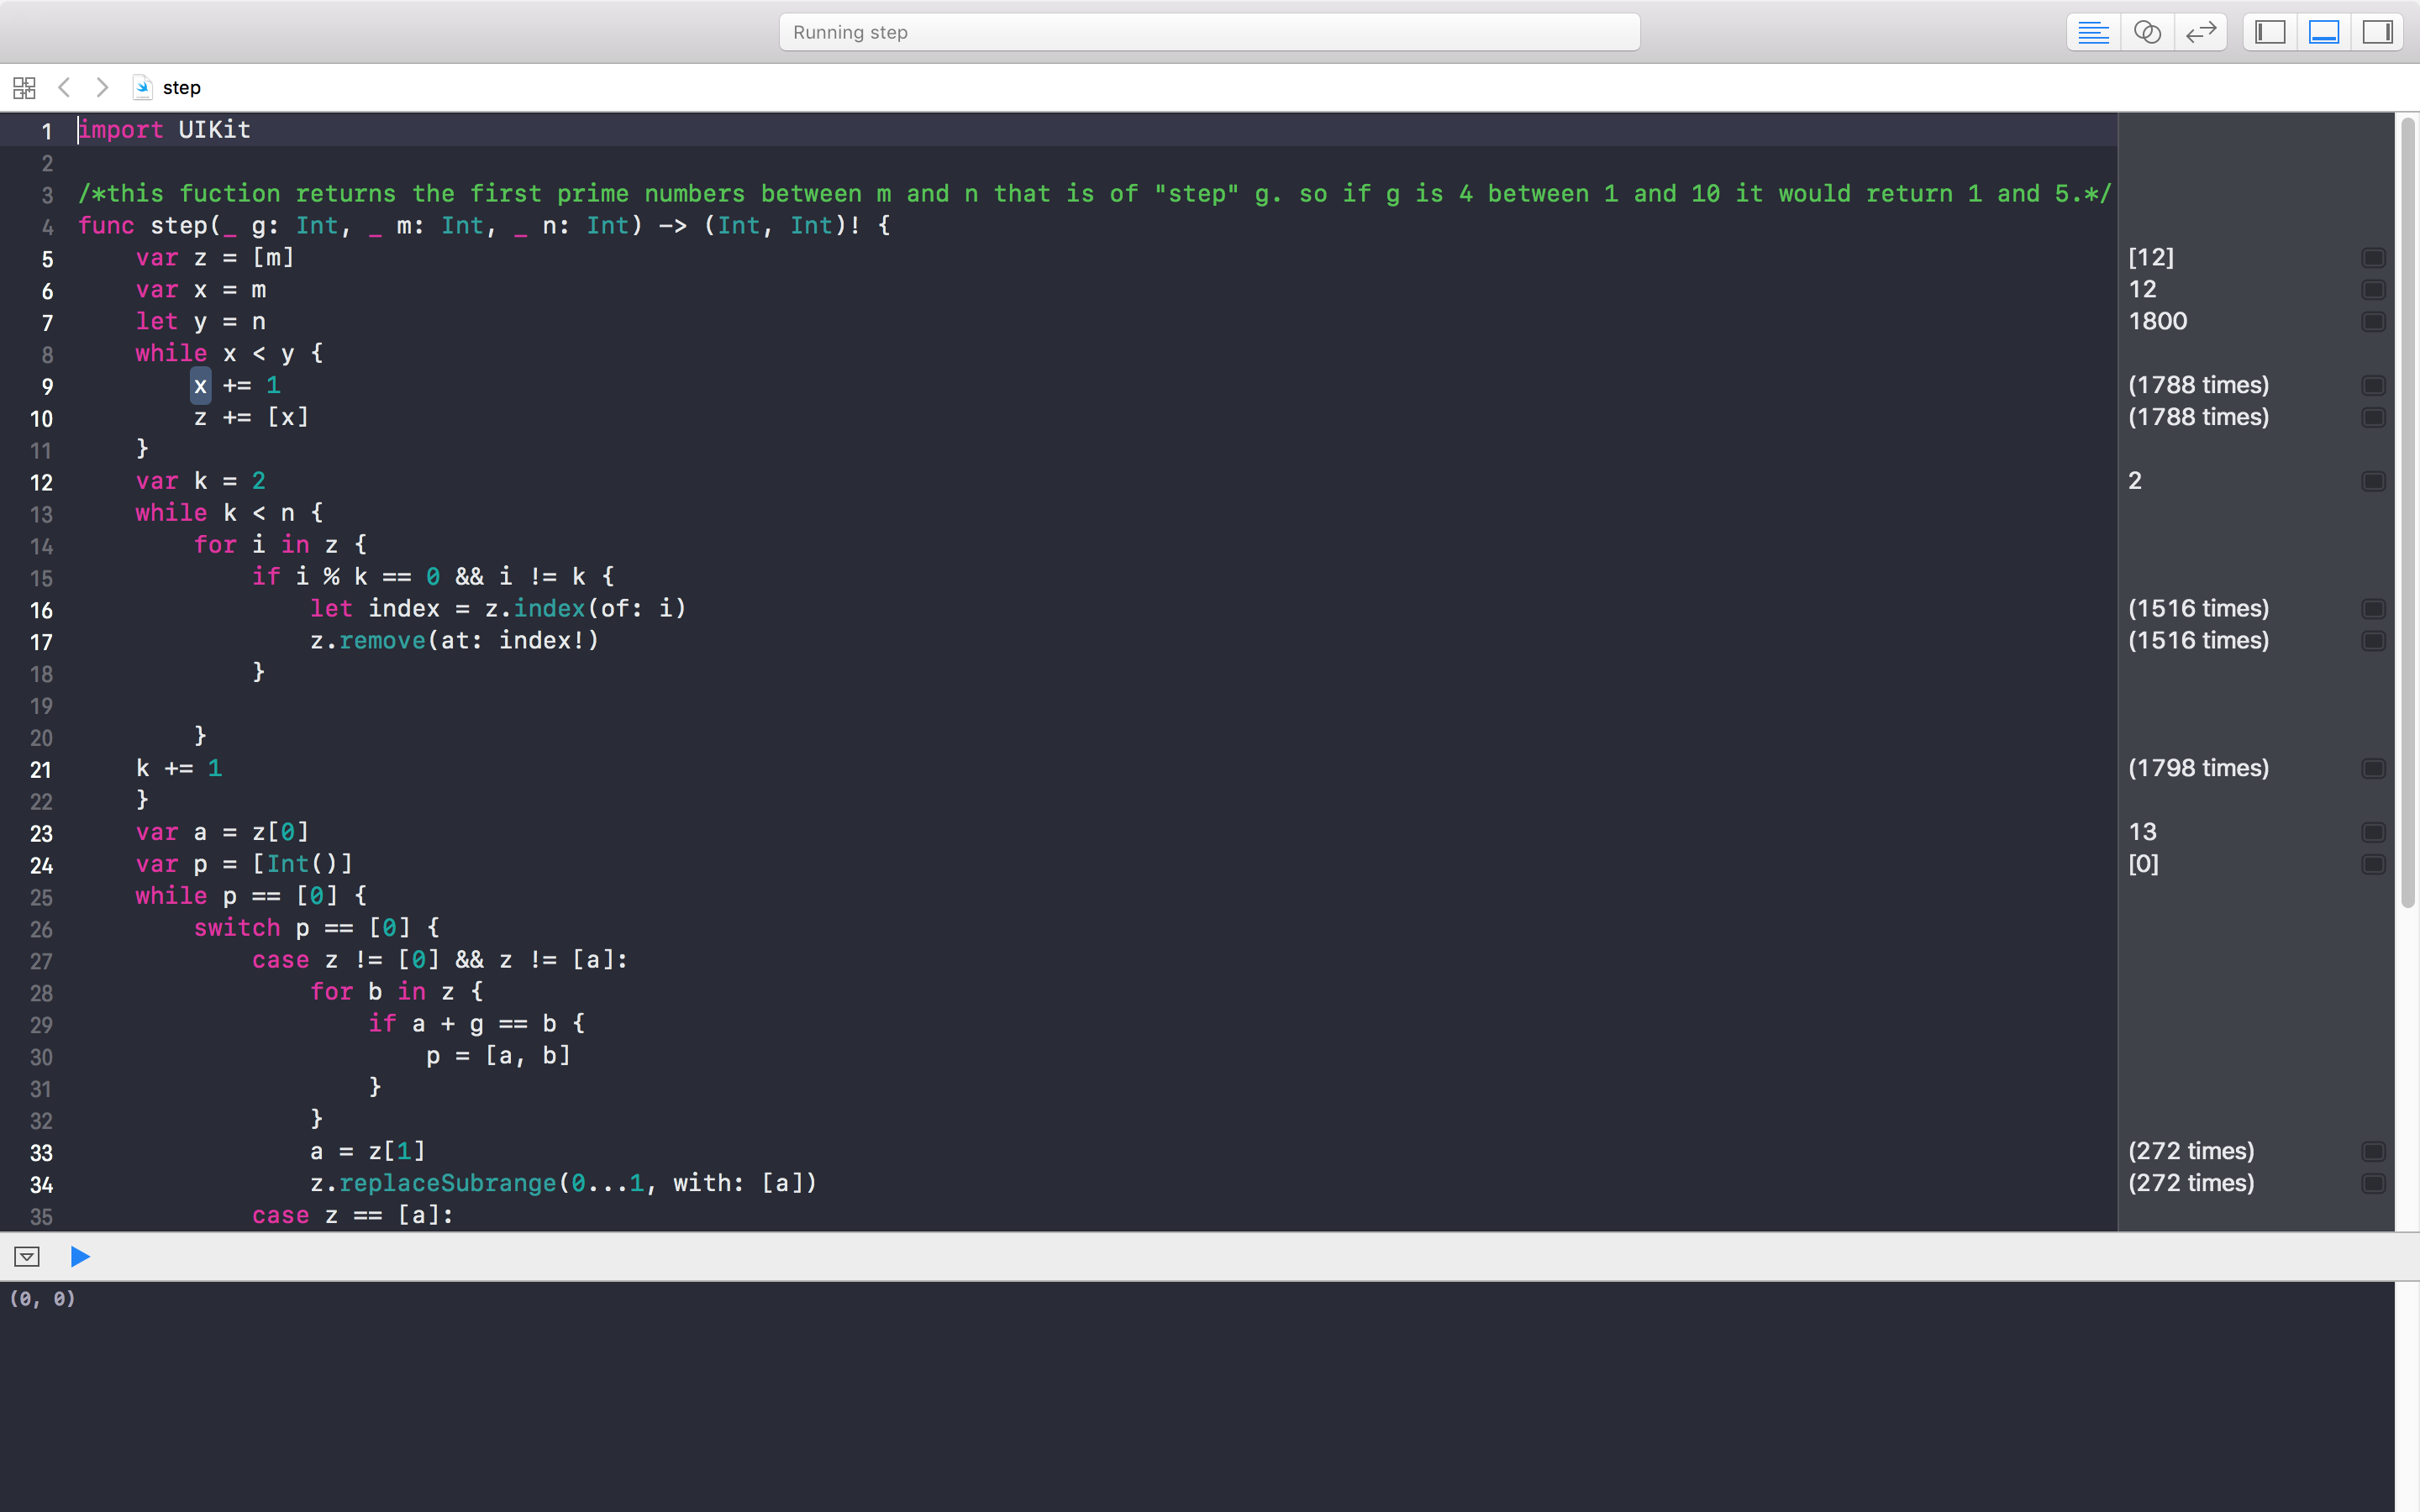 Running step
step
1 import UIKit
2
3 /*this fuction returns the first prime numbers between m and n that is of "step" g. so if g is 4 between 1 and 10 it would return 1 and 5.*/
4 func step(_ g: Int, _ m: Int, _ n: Int) -> (Int, Int)! {
5 var z = [m] [12]
6 var x = m 12
7 let y = n 1800
8 while x < y {
9 x += 1 (1788 times)
10 z += [x] (1788 times)
11 }
12 var k = 2 2
13 while k < n {
14 for i in z {
15 if i % k == 0 && i != k {
16 let index = z.index(of: i) (1516 times)
17 z.remove(at: index!) (1516 times)
18 }
19
20 }
21 k += 1 (1798 times)
22 }
23 var a = z[0] 13
24 var p = [Int()] [0]
25 while p == [0] {
26 switch p == [0] {
27 case z != [0] && z != [a]:
28 for b in z {
29 if a + g == b {
30 p = [a, b]
31 }
32 }
33 a = z[1] (272 times)
34 z.replaceSubrange(0...1, with: [a]) (272 times)
35 case z == [a]:
(0, 0)